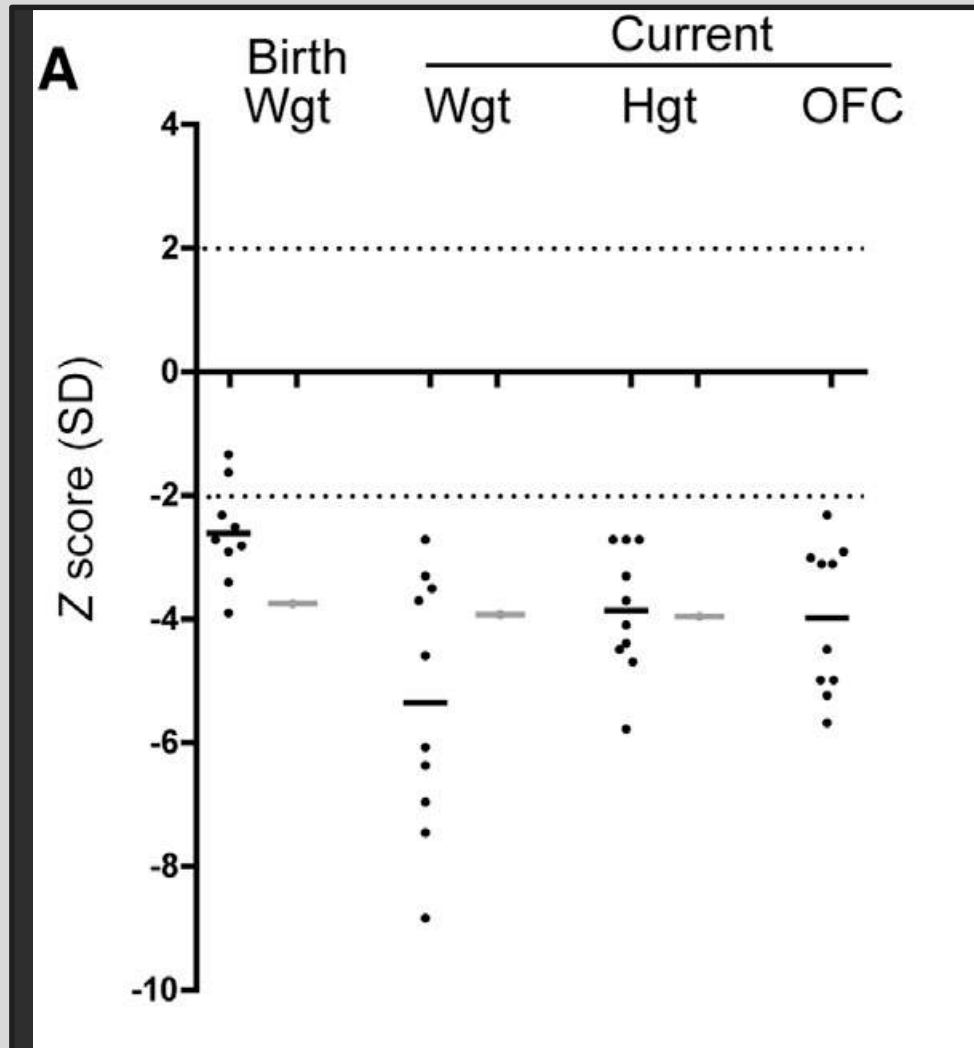 A
Current
Birth
Wgt
Wgt
Hgt
OFC
4
2
0
-2
-4
-6
-8
-10
Z score (SD)